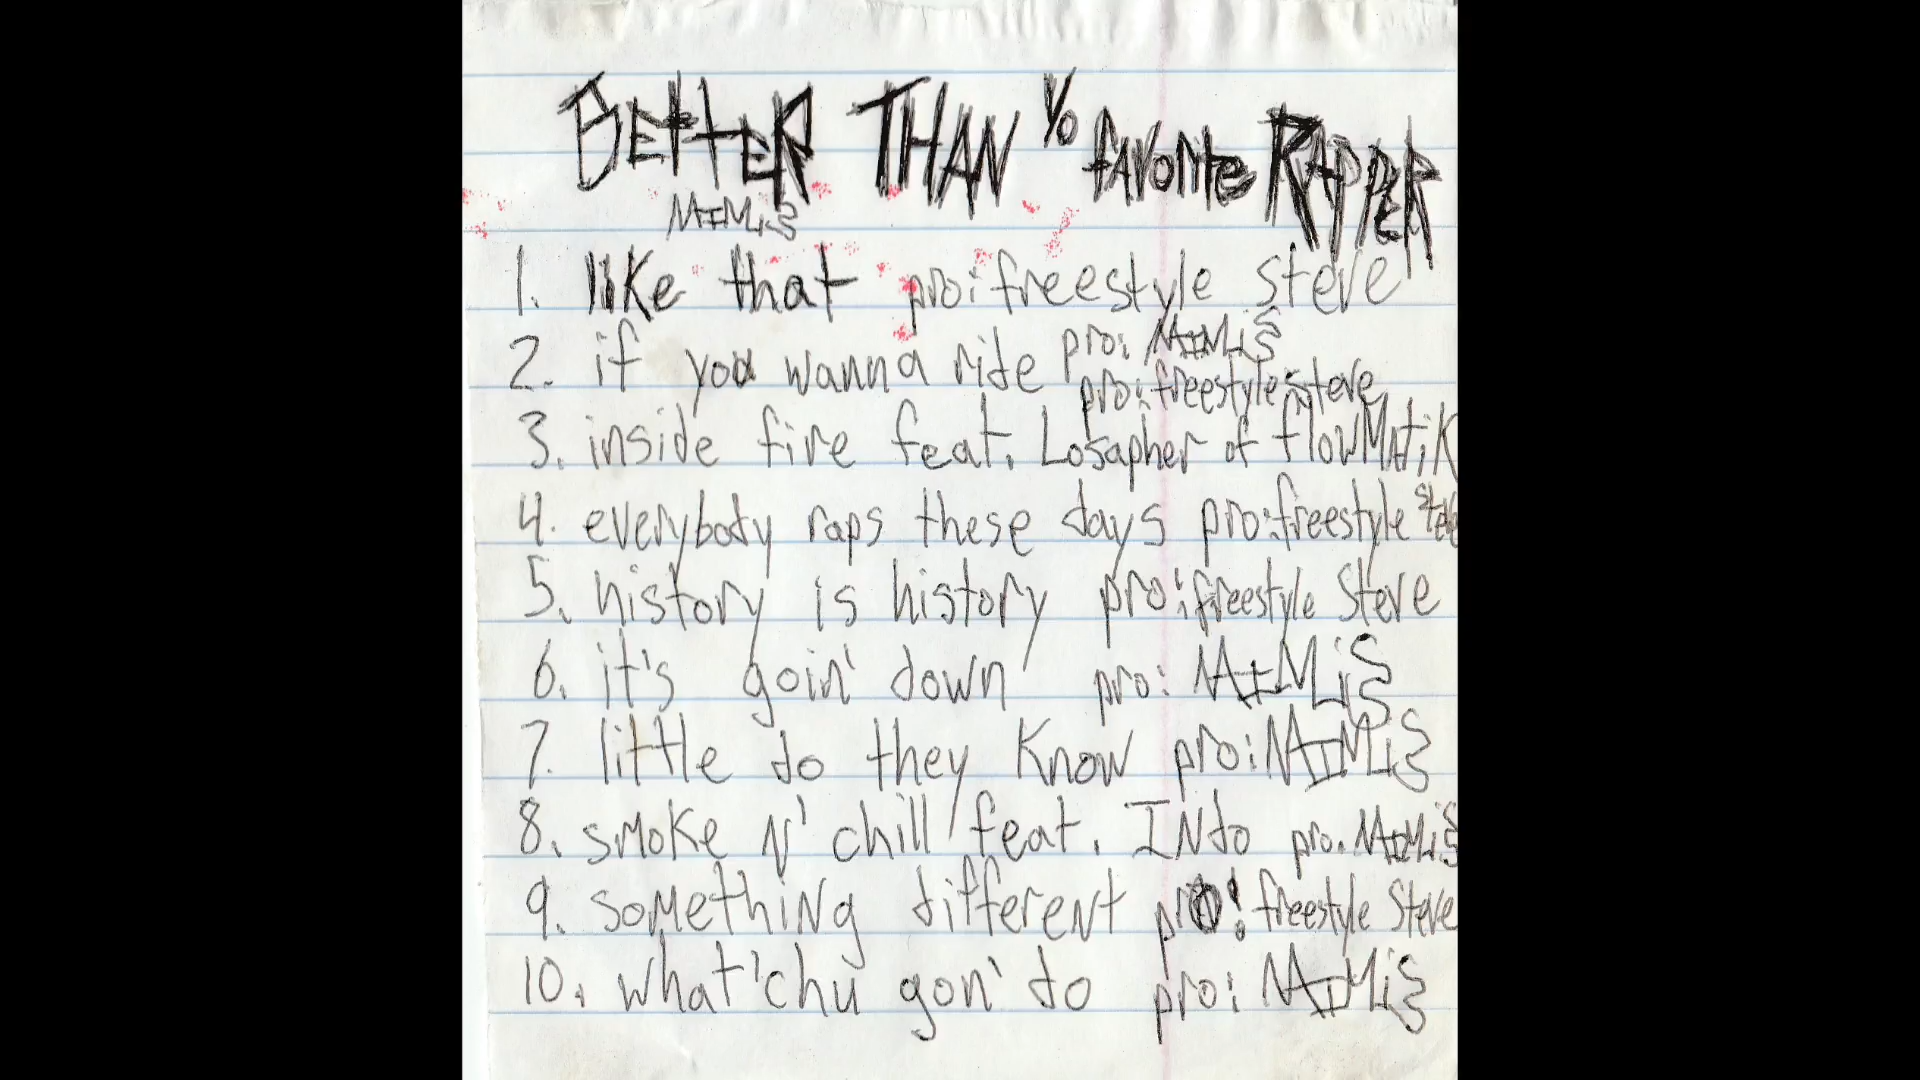 BEttER THAN Yo favorite RAPPER
MIMiS
1. like that pro: freestyle steve
2. if you wanna ride pro: MIMiS
pro: freestyle steve
3. inside fire feat. Losapher of flowMAtiK
4. everybody raps these days pro: freestyle steve
5. history is history pro: freestyle Steve
6. it's goin' down pro: MIMiS
7. little do they Know pro: MIMiS
8. sMoKe N' chill feat. INdo pro. MIMiS
9. soMethiNg differeNt pro: freestyle Steve
10. what'chu gon' do pro: MIMiS